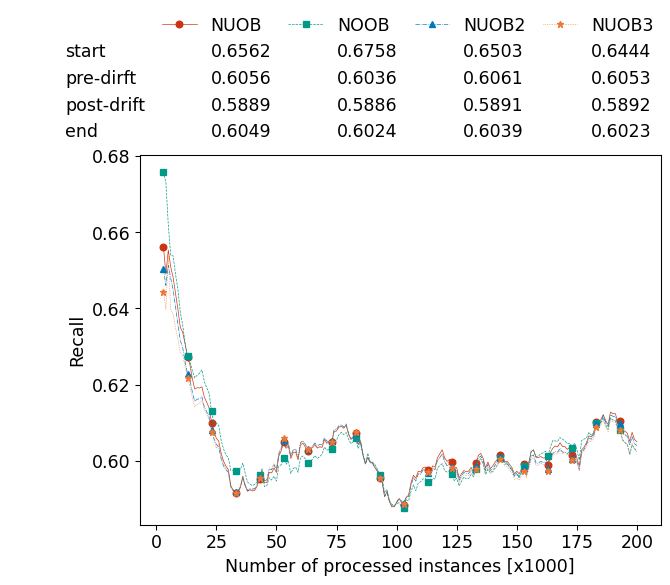 NUOB NOOB NUOB2 NUOB3
start 0.6562 0.6758 0.6503 0.6444
pre-dirft 0.6056 0.6036 0.6061 0.6053
post-drift 0.5889 0.5886 0.5891 0.5892
end 0.6049 0.6024 0.6039 0.6023
0.68
0.66
0.64
0.62
0.60
Recall
0 25 50 75 100 125 150 175 200
Number of processed instances [x1000]